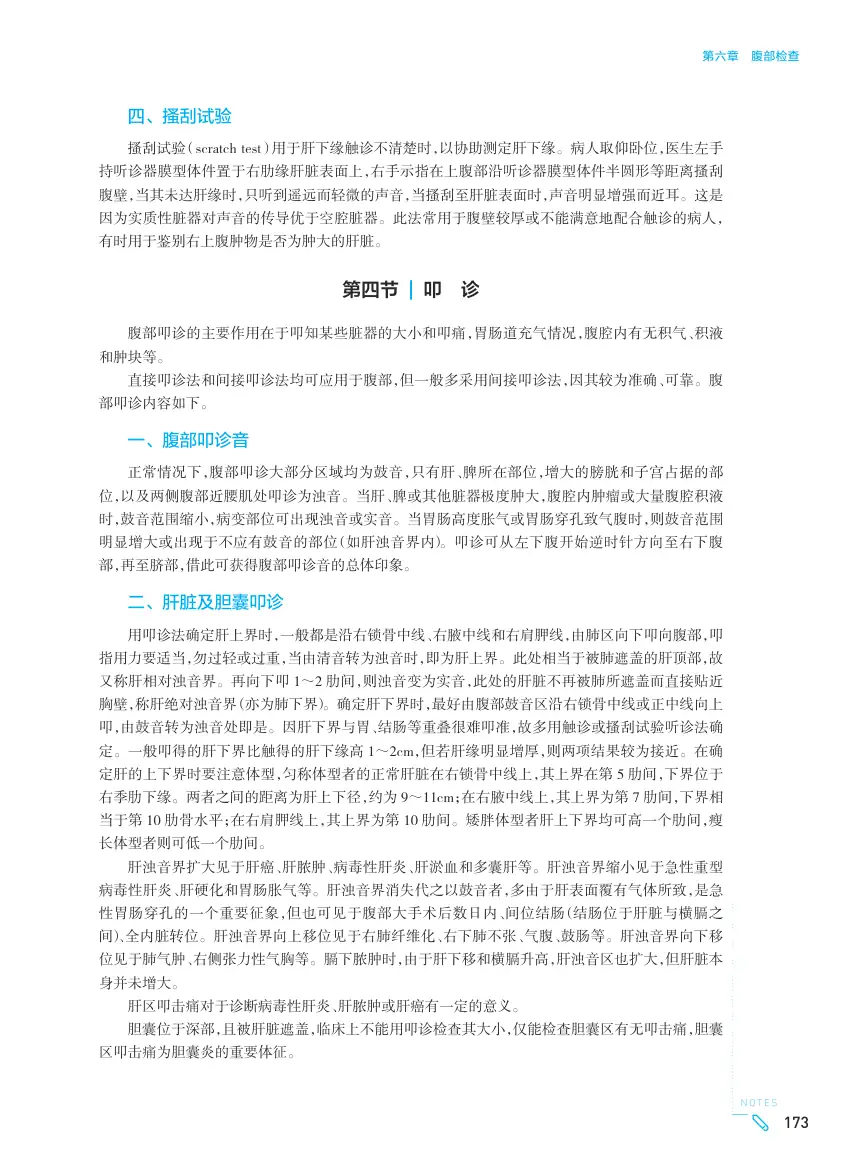 第六章 腹部检查
四、搔刮试验
搔刮试验（scratch test）用于肝下缘触诊不清楚时，以协助测定肝下缘。病人取仰卧位，医生左手
持听诊器膜型体件置于右肋缘肝脏表面上，右手示指在上腹部沿听诊器膜型体件半圆形等距离搔刮
腹壁，当其未达肝缘时，只听到遥远而轻微的声音，当搔刮至肝脏表面时，声音明显增强而近耳。这是
因为实质性脏器对声音的传导优于空腔脏器。此法常用于腹壁较厚或不能满意地配合触诊的病人，
有时用于鉴别右上腹肿物是否为肿大的肝脏。
第四节 | 叩 诊
腹部叩诊的主要作用在于叩知某些脏器的大小和叩痛，胃肠道充气情况，腹腔内有无积气、积液
和肿块等。
直接叩诊法和间接叩诊法均可应用于腹部，但一般多采用间接叩诊法，因其较为准确、可靠。腹
部叩诊内容如下。
一、腹部叩诊音
正常情况下，腹部叩诊大部分区域均为鼓音，只有肝、脾所在部位，增大的膀胱和子宫占据的部
位，以及两侧腹部近腰肌处叩诊为浊音。当肝、脾或其他脏器极度肿大，腹腔内肿瘤或大量腹腔积液
时，鼓音范围缩小，病变部位可出现浊音或实音。当胃肠高度胀气或胃肠穿孔致气腹时，则鼓音范围
明显增大或出现于不应有鼓音的部位（如肝浊音界内）。叩诊可从左下腹开始逆时针方向至右下腹
部，再至脐部，借此可获得腹部叩诊音的总体印象。
二、肝脏及胆囊叩诊
用叩诊法确定肝上界时，一般都是沿右锁骨中线、右腋中线和右肩胛线，由肺区向下叩向腹部，叩
指用力要适当，勿过轻或过重，当由清音转为浊音时，即为肝上界。此处相当于被肺遮盖的肝顶部，故
又称肝相对浊音界。再向下叩 1～2 肋间，则浊音变为实音，此处的肝脏不再被肺所遮盖而直接贴近
胸壁，称肝绝对浊音界（亦为肺下界）。确定肝下界时，最好由腹部鼓音区沿右锁骨中线或正中线向上
叩，由鼓音转为浊音处即是。因肝下界与胃、结肠等重叠很难叩准，故多用触诊或搔刮试验听诊法确
定。一般叩得的肝下界比触得的肝下缘高 1～2cm，但若肝缘明显增厚，则两项结果较为接近。在确
定肝的上下界时要注意体型，匀称体型者的正常肝脏在右锁骨中线上，其上界在第 5 肋间，下界位于
右季肋下缘。两者之间的距离为肝上下径，约为 9～11cm；在右腋中线上，其上界为第 7 肋间，下界相
当于第 10 肋骨水平；在右肩胛线上，其上界为第 10 肋间。矮胖体型者肝上下界均可高一个肋间，瘦
长体型者则可低一个肋间。
肝浊音界扩大见于肝癌、肝脓肿、病毒性肝炎、肝淤血和多囊肝等。肝浊音界缩小见于急性重型
病毒性肝炎、肝硬化和胃肠胀气等。肝浊音界消失代之以鼓音者，多由于肝表面覆有气体所致，是急
性胃肠穿孔的一个重要征象，但也可见于腹部大手术后数日内、间位结肠（结肠位于肝脏与横膈之
间）、全内脏转位。肝浊音界向上移位见于右肺纤维化、右下肺不张、气腹、鼓肠等。肝浊音界向下移
位见于肺气肿、右侧张力性气胸等。膈下脓肿时，由于肝下移和横膈升高，肝浊音区也扩大，但肝脏本
身并未增大。
肝区叩击痛对于诊断病毒性肝炎、肝脓肿或肝癌有一定的意义。
胆囊位于深部，且被肝脏遮盖，临床上不能用叩诊检查其大小，仅能检查胆囊区有无叩击痛，胆囊
区叩击痛为胆囊炎的重要体征。
NOTES
173